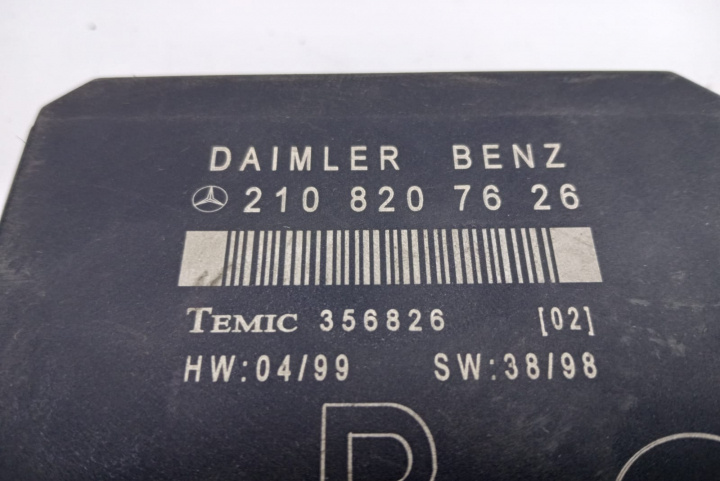 DAIMLER BENZ
210 820 76 26
TEMIC 356826 [02]
HW:04/99 SW:38/98